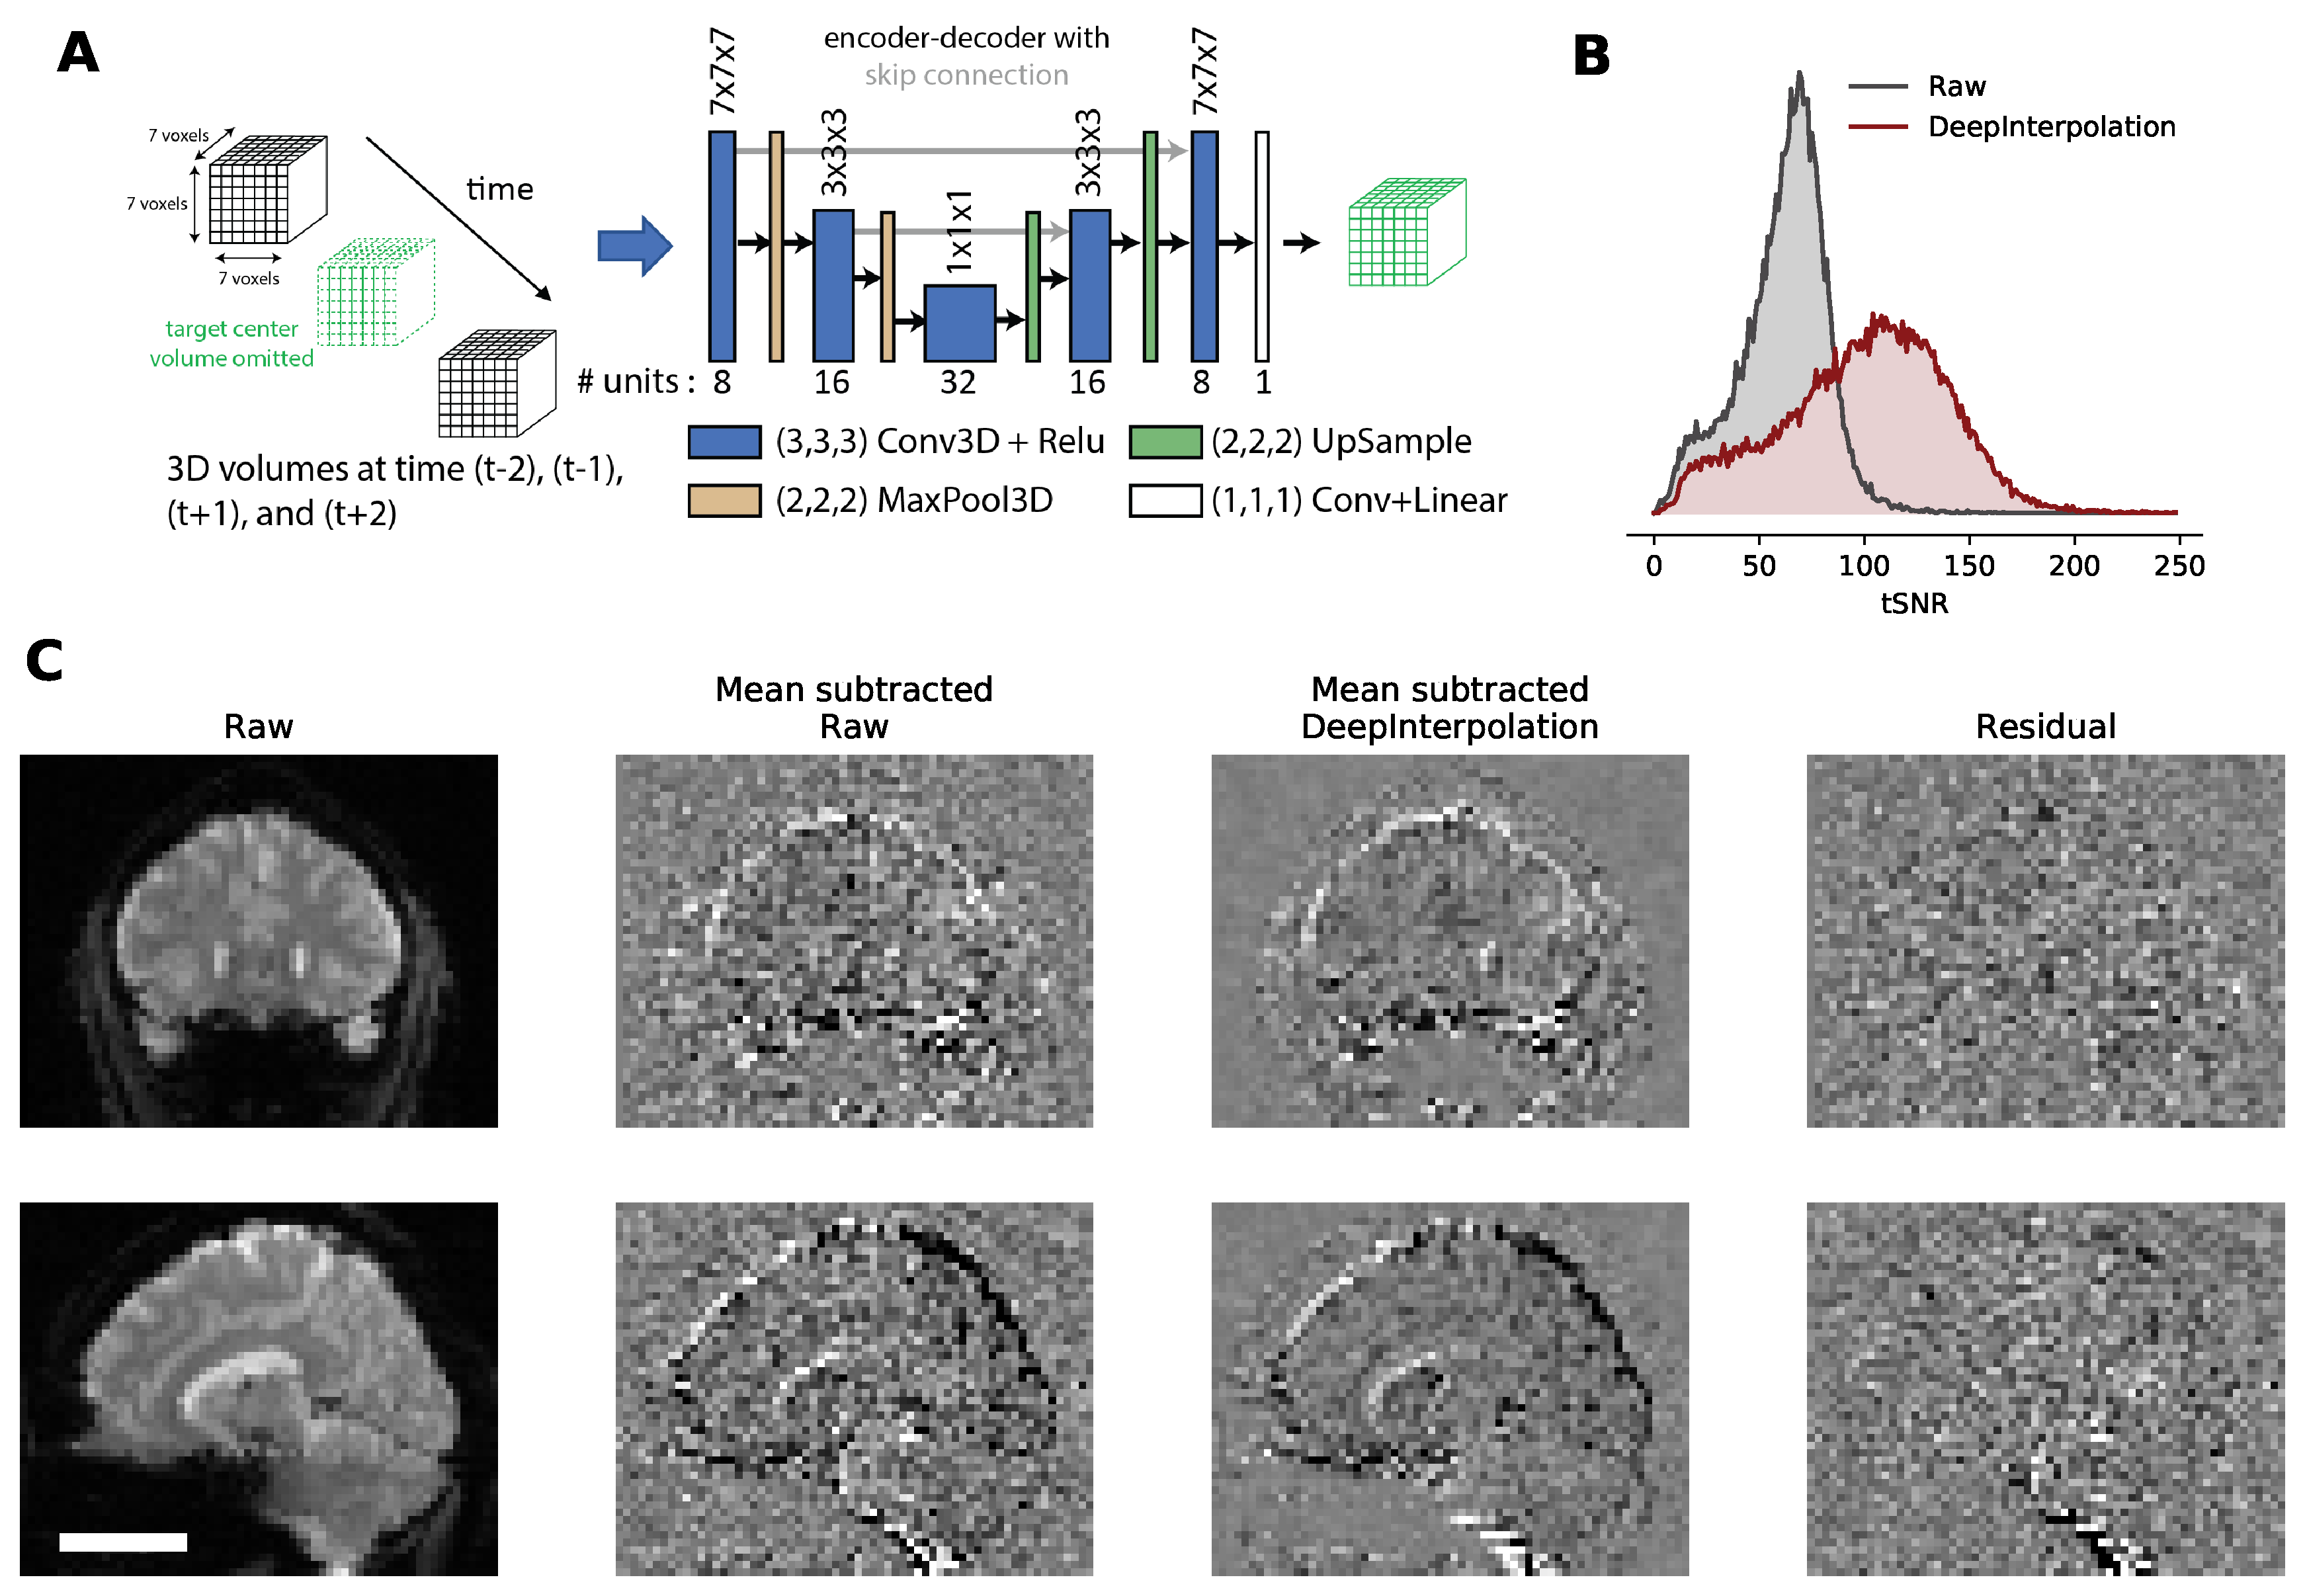 A
encoder-decoder with
skip connection
7x7x7
3x3x3
1x1x1
3x3x3
7x7x7
7 voxels
7 voxels
7 voxels
time
target center
volume omitted
# units : 8 16 32 16 8 1
3D volumes at time (t-2), (t-1),
(t+1), and (t+2)
(3,3,3) Conv3D + Relu
(2,2,2) UpSample
(2,2,2) MaxPool3D
(1,1,1) Conv+Linear
B
Raw
DeepInterpolation
0 50 100 150 200 250
tSNR
C
Raw
Mean subtracted
Raw
Mean subtracted
DeepInterpolation
Residual